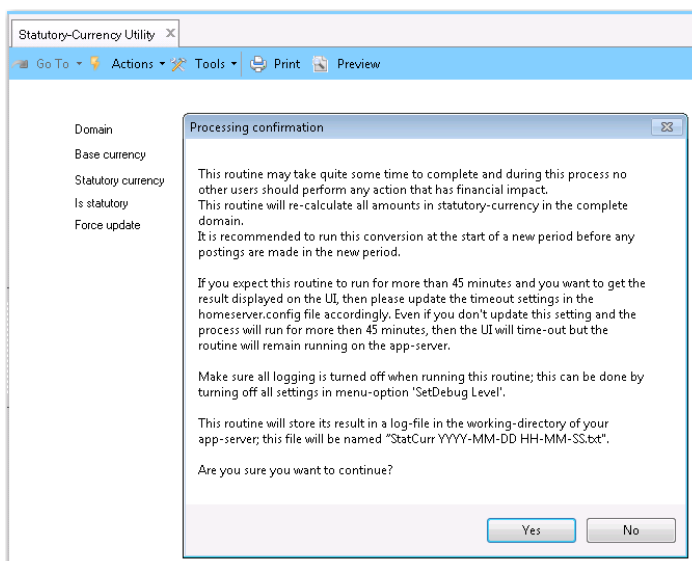 Statutory-Currency Utility X
Go To Actions Tools Print Preview
Domain
Base currency
Statutory currency
Is statutory
Force update
Processing confirmation
This routine may take quite some time to complete and during this process no
other users should perform any action that has financial impact.
This routine will re-calculate all amounts in statutory-currency in the complete
domain.
It is recommended to run this conversion at the start of a new period before any
postings are made in the new period.
If you expect this routine to run for more than 45 minutes and you want to get the
result displayed on the UI, then please update the timeout settings in the
homeserver.config file accordingly. Even if you don't update this setting and the
process will run for more then 45 minutes, then the UI will time-out but the
routine will remain running on the app-server.
Make sure all logging is turned off when running this routine; this can be done by
turning off all settings in menu-option 'SetDebug Level'.
This routine will store its result in a log-file in the working-directory of your
app-server; this file will be named "StatCurr YYYY-MM-DD HH-MM-SS.txt".
Are you sure you want to continue?
Yes No